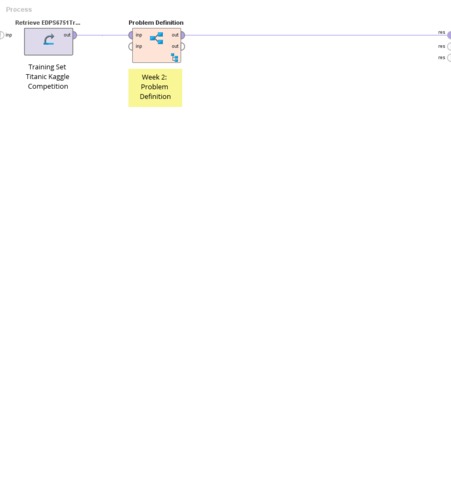 Process
Retrieve EDPS6751Tr...
Problem Definition
inp
out
inp
out
res
inp
out
res
res
Training Set
Titanic Kaggle
Competition
Week 2:
Problem
Definition